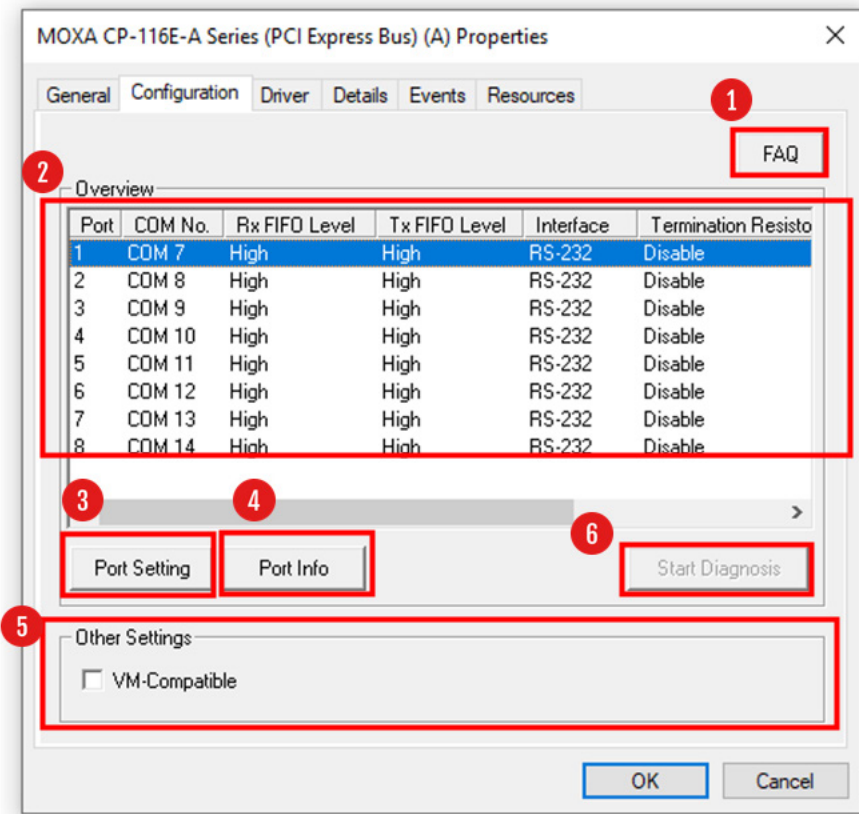 MOXA CP-116E-A Series (PCI Express Bus) (A) Properties
General Configuration Driver Details Events Resources
1
FAQ
2
Overview
Port COM No. Rx FIFO Level Tx FIFO Level Interface Termination Resisto
1 COM 7 High High RS-232 Disable
2 COM 8 High High RS-232 Disable
3 COM 9 High High RS-232 Disable
4 COM 10 High High RS-232 Disable
5 COM 11 High High RS-232 Disable
6 COM 12 High High RS-232 Disable
7 COM 13 High High RS-232 Disable
8 COM 14 High High RS-232 Disable
3 4 6
Port Setting Port Info Start Diagnosis
5
Other Settings
VM-Compatible
OK Cancel